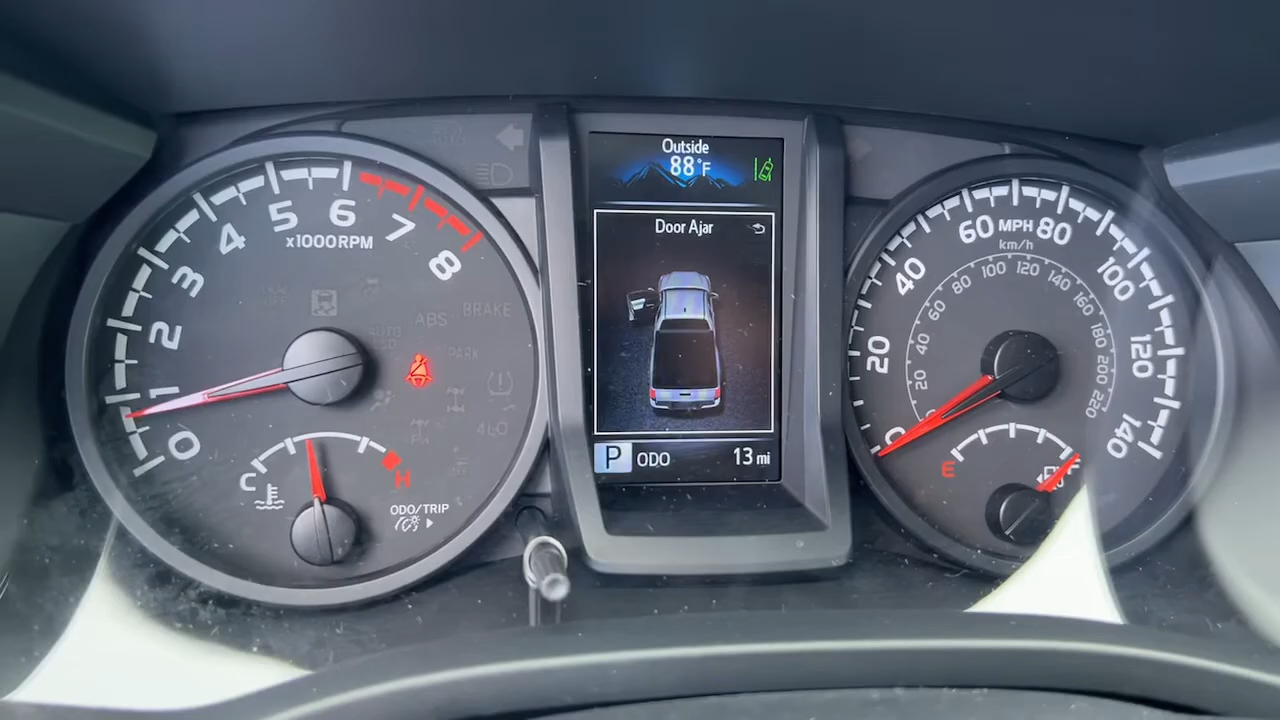 0
1
2
3
4
5
6
7
8
x1000RPM
ABS
BRAKE
PARK
4LO
C
H
ODO/TRIP
Outside
88°F
Door Ajar
P ODO 13 mi
0
20
40
60 MPH 80
100
120
140
km/h
0
20
40
60
80
100
120
140
160
180
200
220
E
F